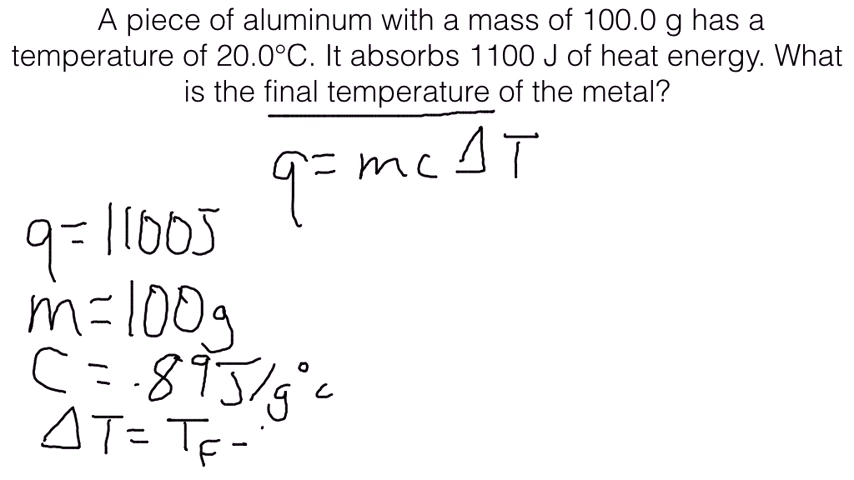 A piece of aluminum with a mass of 100.0 g has a
temperature of 20.0°C. It absorbs 1100 J of heat energy. What
is the final temperature of the metal?
q = mcΔT
q = 1100J
m = 100g
C = .89J/g°c
ΔT = T_F -